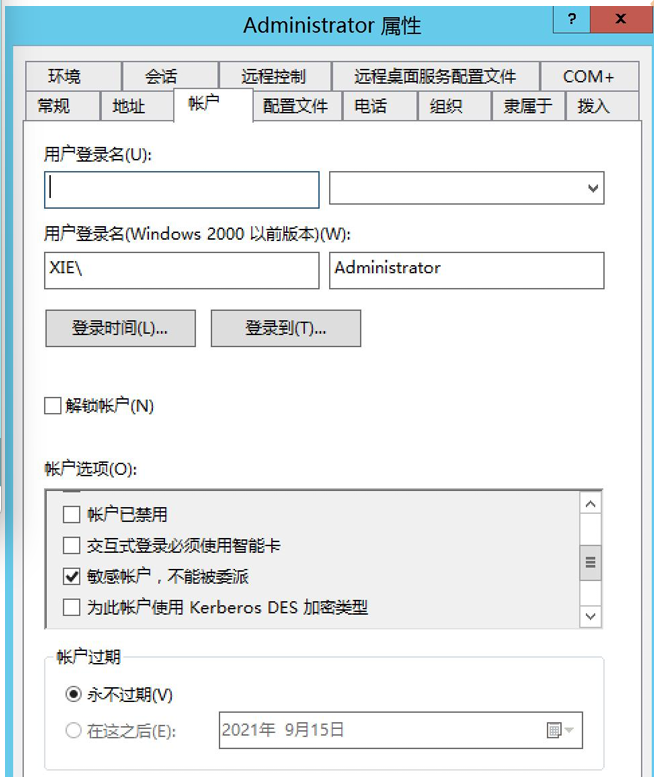 Administrator 属性
? x
环境 会话 远程控制 远程桌面服务配置文件 COM+
常规 地址 帐户 配置文件 电话 组织 隶属于 拨入
用户登录名(U):
用户登录名(Windows 2000 以前版本)(W):
XIE\ Administrator
登录时间(L)... 登录到(T)...
解锁帐户(N)
帐户选项(O):
帐户已禁用
交互式登录必须使用智能卡
敏感帐户，不能被委派
为此帐户使用 Kerberos DES 加密类型
帐户过期
永不过期(V)
在这之后(E): 2021年 9月15日